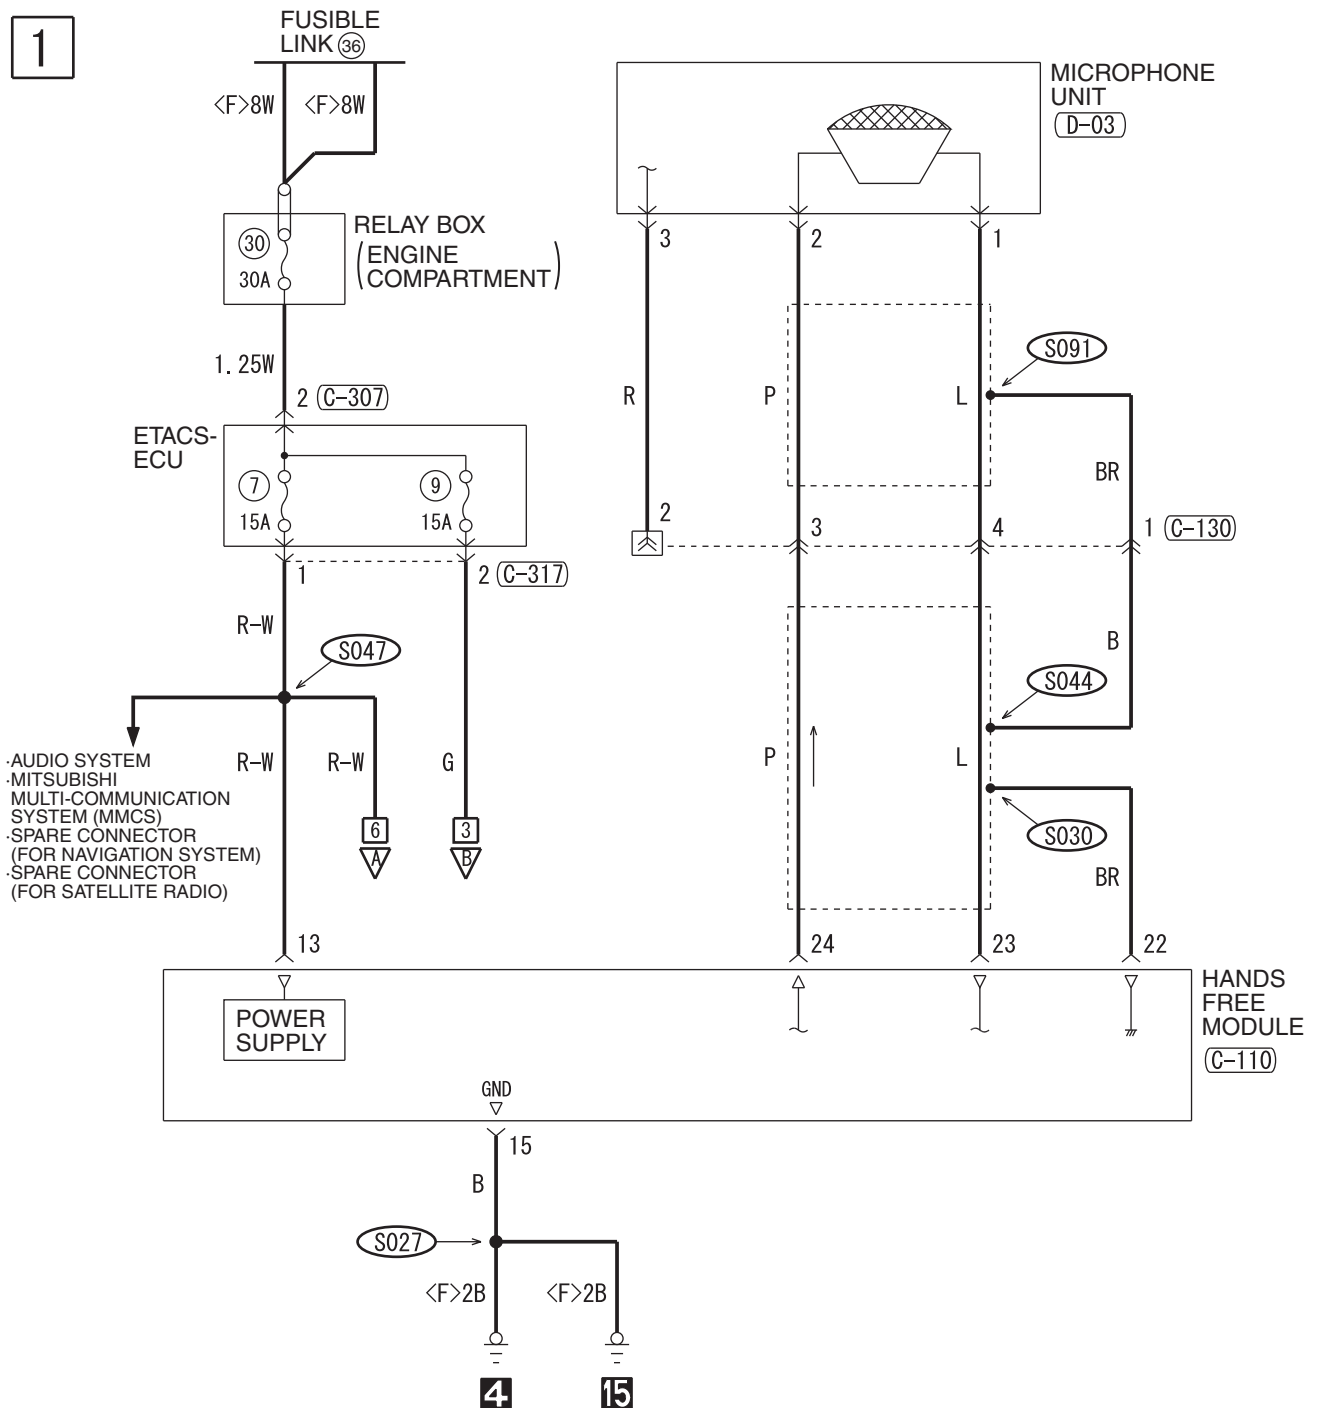 1
FUSIBLE
LINK 36
<F>8W
<F>8W
RELAY BOX
(ENGINE
COMPARTMENT)
30
30A
1.25W
2 C-307
ETACS-
ECU
7
15A
9
15A
1
2 C-317
R-W
S047
R-W
R-W
G
·AUDIO SYSTEM
·MITSUBISHI
MULTI-COMMUNICATION
SYSTEM (MMCS)
·SPARE CONNECTOR
(FOR NAVIGATION SYSTEM)
·SPARE CONNECTOR
(FOR SATELLITE RADIO)
6
A
3
B
13
MICROPHONE
UNIT
D-03
3
2
1
S091
R
P
L
BR
2
3
4
1 C-130
B
S044
P
L
S030
BR
24
23
22
HANDS
FREE
MODULE
C-110
POWER
SUPPLY
GND
15
B
S027
<F>2B
<F>2B
4
15